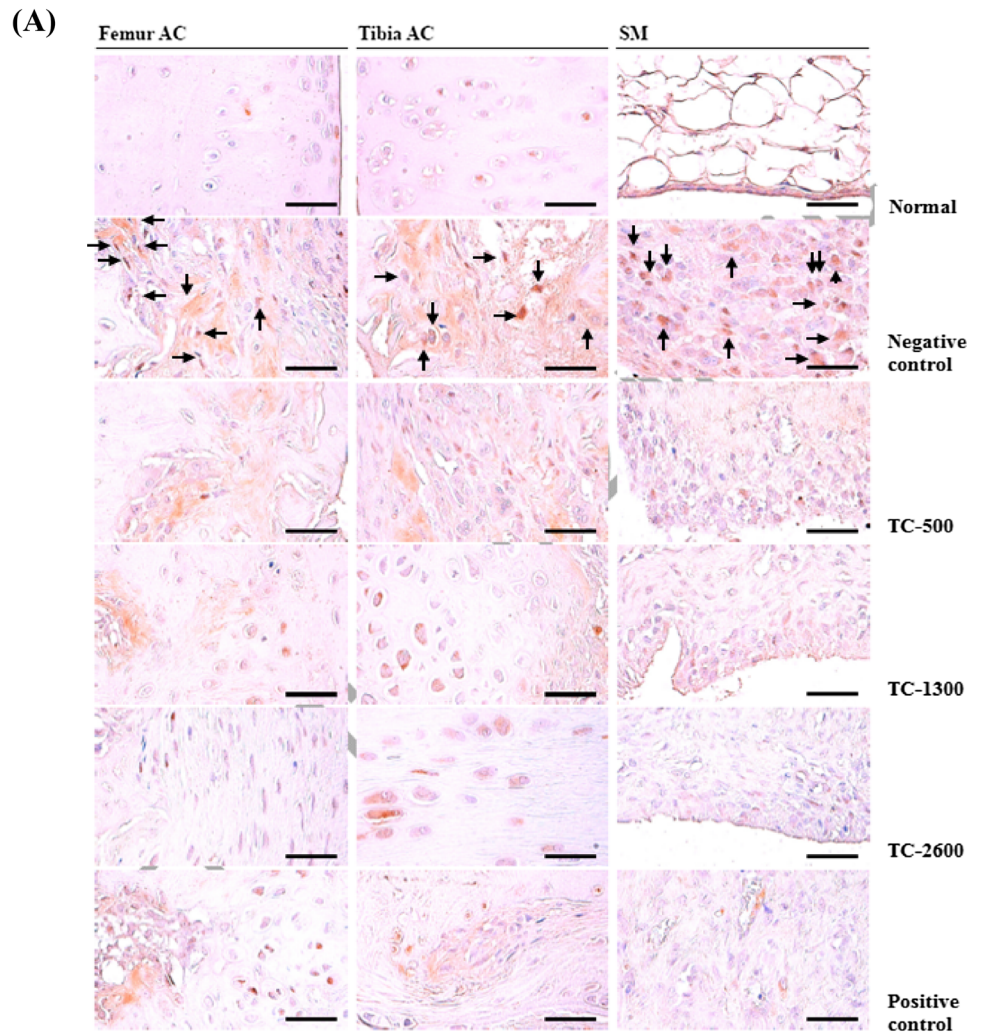 (A)
Femur AC Tibia AC SM
Normal
Negative
control
TC-500
TC-1300
TC-2600
Positive
control